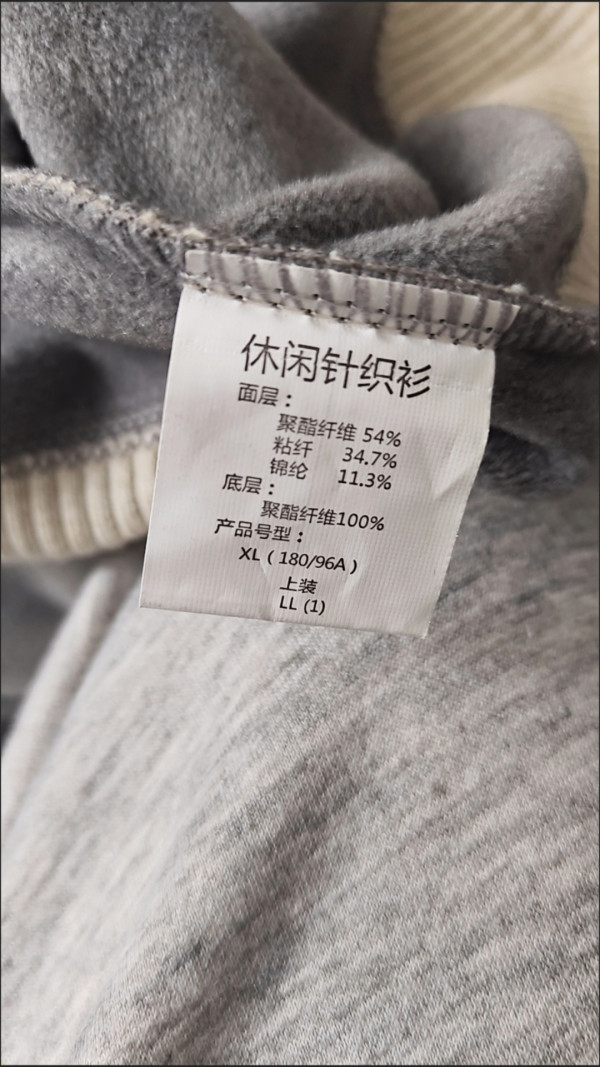 休闲针织衫
面层：
聚酯纤维 54%
粘纤 34.7%
锦纶 11.3%
底层：
聚酯纤维100%
产品号型：
XL（180/96A）
上装
LL (1)